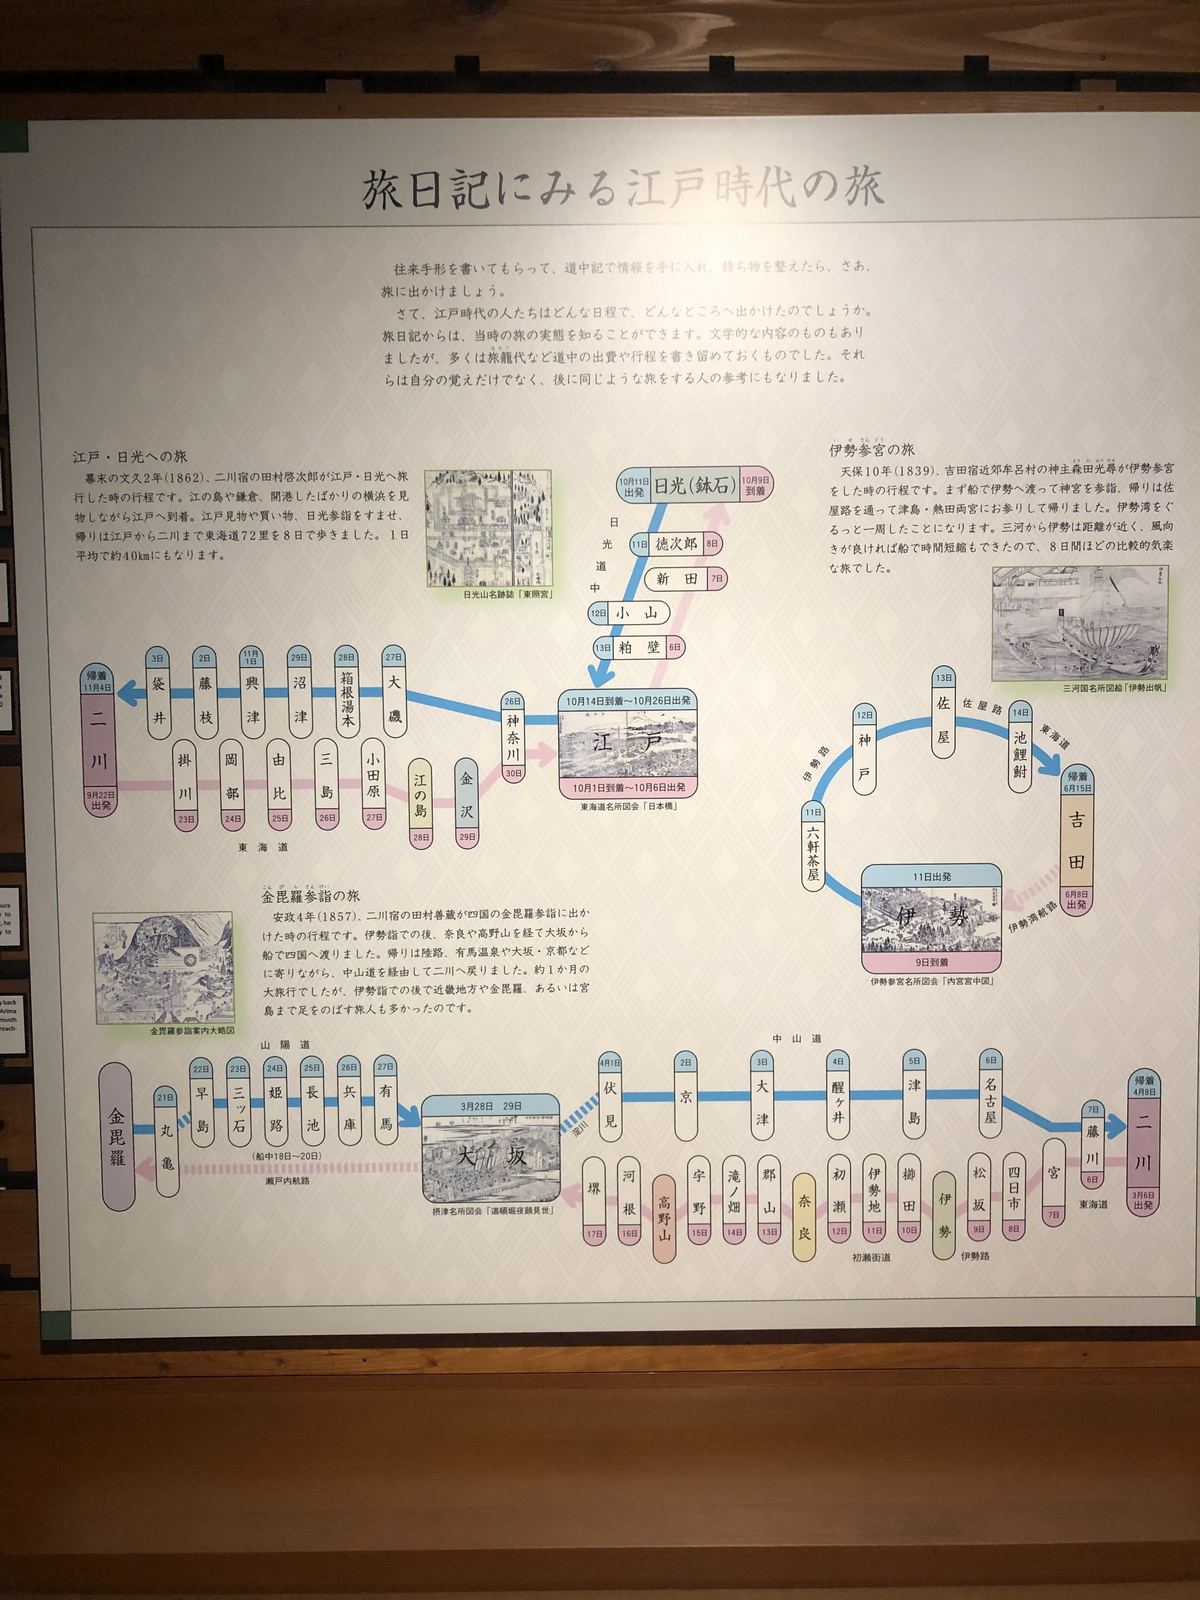 旅日記にみる江戸時代の旅
往来手形を書いてもらって、道中記で情報を手に入れ、持ち物を整えたら、さあ、
旅に出かけましょう。
さて、江戸時代の人たちはどんな日程で、どんなところへ出かけたのでしょうか。
旅日記からは、当時の旅の実態を知ることができます。文学的な内容のものもあり
ましたが、多くは旅籠代など道中の出費や行程を書き留めておくものでした。それ
らは自分の覚えだけでなく、後に同じような旅をする人の参考にもなりました。
江戸・日光への旅
幕末の文久2年(1862)、二川宿の田村啓次郎が江戸・日光へ旅
行した時の行程です。江の島や鎌倉、開港したばかりの横浜を見
物しながら江戸へ到着。江戸見物や買い物、日光参詣をすませ、
帰りは江戸から二川まで東海道72里を8日で歩きました。1日
平均で約40kmにもなります。
日光山名跡誌「東照宮」
10月11日
出発
日光(鉢石)
10月9日
到着
日光道中
11日 徳次郎 8日
新田 7日
12日 小山
13日 粕壁 6日
10月14日到着〜10月26日出発
江戸
10月1日到着〜10月6日出発
東海道名所図会「日本橋」
帰着
11月4日
二川
9月22日
出発
3日 袋井
2日 藤枝
11月
1日 興津
29日 沼津
28日 箱根湯本
27日 大磯
26日 神奈川 30日
掛川 23日
岡部 24日
由比 25日
三島 26日
小田原 27日
江の島 28日
金沢 29日
東海道
伊勢参宮の旅
天保10年(1839)、吉田宿近郊牟呂村の神主森田光尋が伊勢参宮
をした時の行程です。まず船で伊勢へ渡って神宮を参詣、帰りは佐
屋路を通って津島・熱田両宮にお参りして帰りました。伊勢湾をぐ
るっと一周したことになります。三河から伊勢は距離が近く、風向
きが良ければ船で時間短縮もできたので、8日間ほどの比較的気楽
な旅でした。
三河国名所図絵「伊勢出帆」
13日 佐屋
佐屋路
14日 池鯉鮒
東海道
12日 神戸
伊勢路
11日 六軒茶屋
帰着
6月15日
吉田
6月8日
出発
伊勢湾航路
11日出発
伊勢
9日到着
伊勢参宮名所図会「内宮宮中図」
金毘羅参詣の旅
こんぴらさんけい
安政4年(1857)、二川宿の田村善蔵が四国の金毘羅参詣に出か
けた時の行程です。伊勢詣での後、奈良や高野山を経て大坂から
船で四国へ渡りました。帰りは陸路、有馬温泉や大坂・京都など
に寄りながら、中山道を経由して二川へ戻りました。約1か月の
大旅行でしたが、伊勢詣での後で近畿地方や金毘羅、あるいは宮
島まで足をのばす旅人も多かったのです。
金毘羅参詣案内大略図
山陽道
金毘羅
21日 丸亀
22日 早島
23日 三ッ石
24日 姫路
25日 長池
26日 兵庫
27日 有馬
(船中18日〜20日)
瀬戸内航路
3月28日 29日
大坂
摂津名所図会「道頓堀夜顔見世」
淀川
中山道
4月1日 伏見
2日 京
3日 大津
4日 醒ヶ井
5日 津島
6日 名古屋
7日 藤川 6日
帰着
4月8日
二川
3月6日
出発
堺 17日
河根 16日
高野山
宇野 15日
滝ノ畑 14日
郡山 13日
奈良
初瀬 12日
伊勢地 11日
櫛田 10日
伊勢
松坂 9日
四日市 8日
宮 7日
東海道
初瀬街道
伊勢路